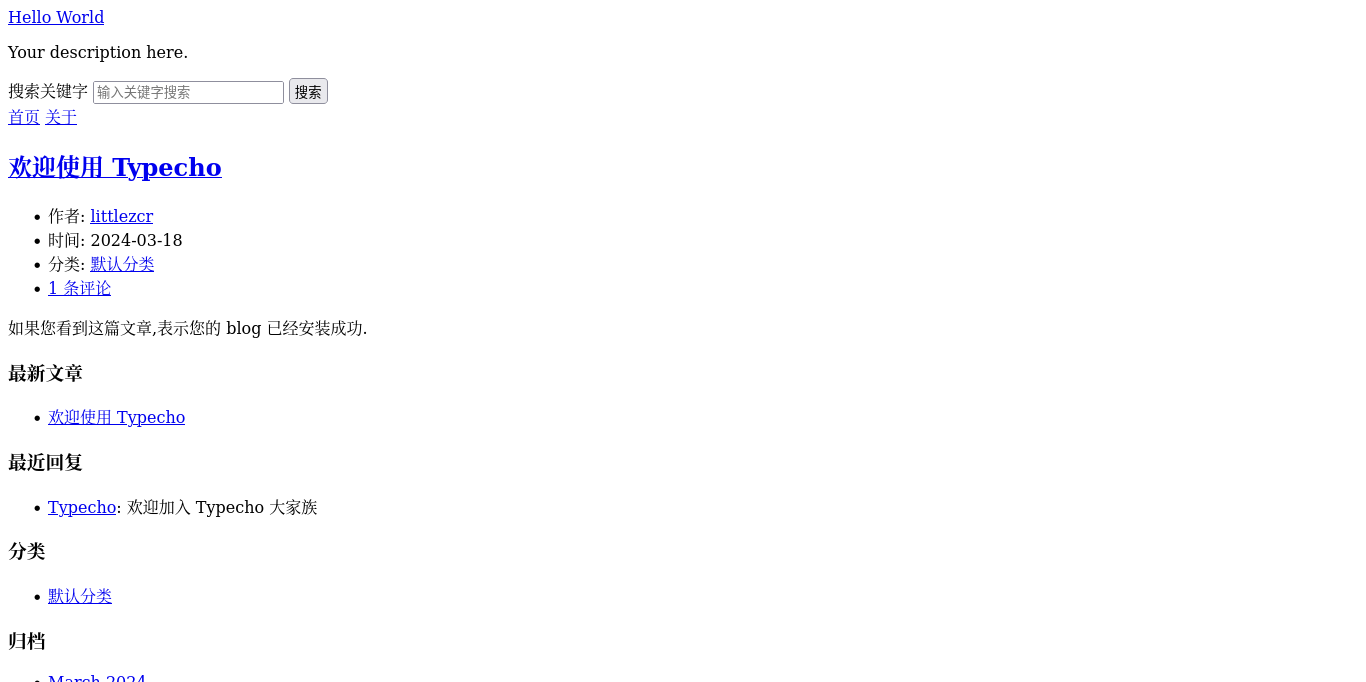 Hello World
Your description here.
搜索关键字 输入关键字搜索 搜索
首页 关于
欢迎使用 Typecho
作者: littlezcr
时间: 2024-03-18
分类: 默认分类
1 条评论
如果您看到这篇文章,表示您的 blog 已经安装成功.
最新文章
欢迎使用 Typecho
最近回复
Typecho: 欢迎加入 Typecho 大家族
分类
默认分类
归档
March 2024